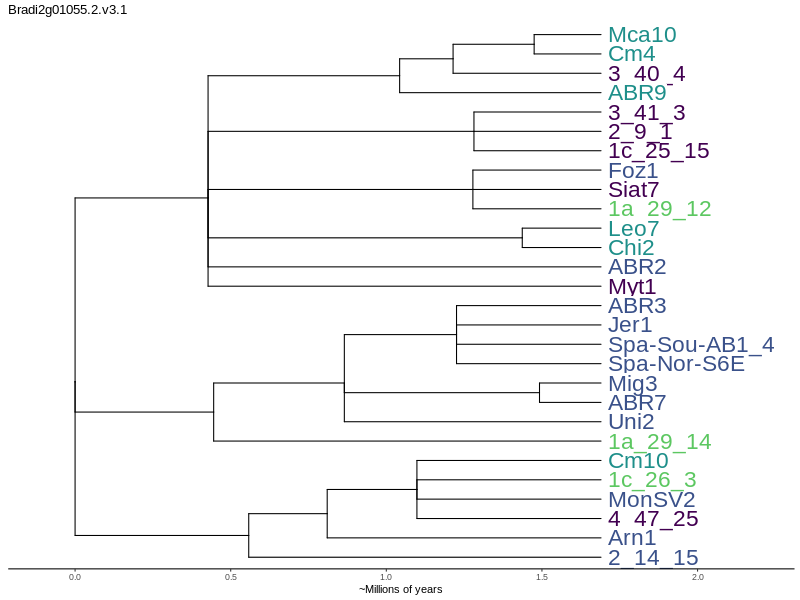 Bradi2g01055.2.v3.1
Mca10
Cm4
3_40_4
ABR9
3_41_3
2_9_1
1c_25_15
Foz1
Siat7
1a_29_12
Leo7
Chi2
ABR2
Myt1
ABR3
Jer1
Spa-Sou-AB1_4
Spa-Nor-S6E
Mig3
ABR7
Uni2
1a_29_14
Cm10
1c_26_3
MonSV2
4_47_25
Arn1
2_14_15
0.0 0.5 1.0 1.5 2.0
~Millions of years